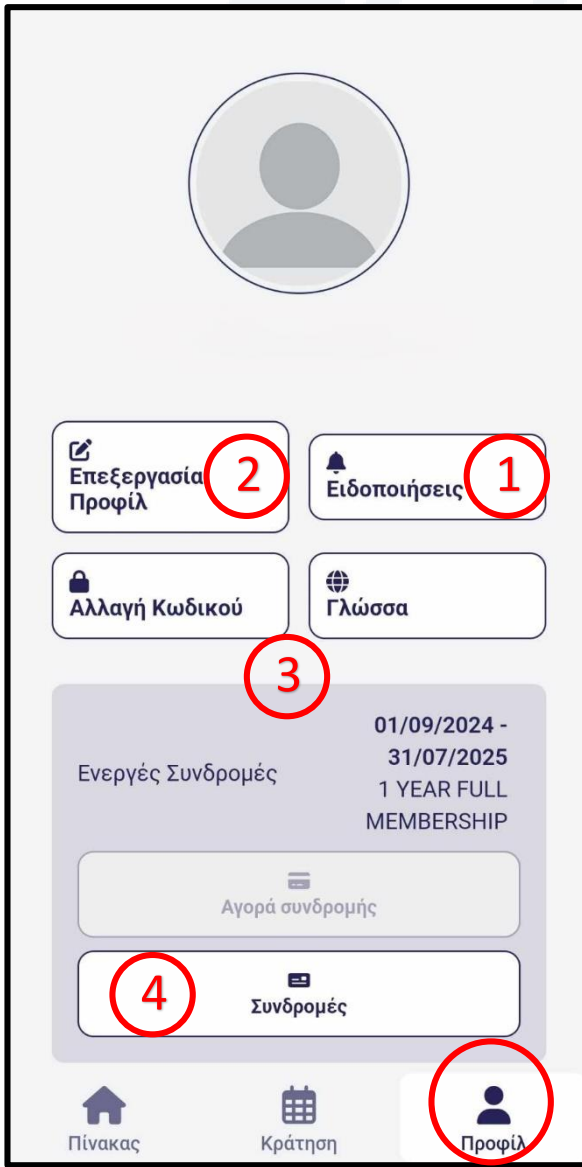 Επεξεργασία
Προφίλ
2
Ειδοποιήσεις
1
Αλλαγή Κωδικού
Γλώσσα
3
Ενεργές Συνδρομές
01/09/2024 -
31/07/2025
1 YEAR FULL
MEMBERSHIP
Αγορά συνδρομής
4
Συνδρομές
Πίνακας
Κράτηση
Προφίλ